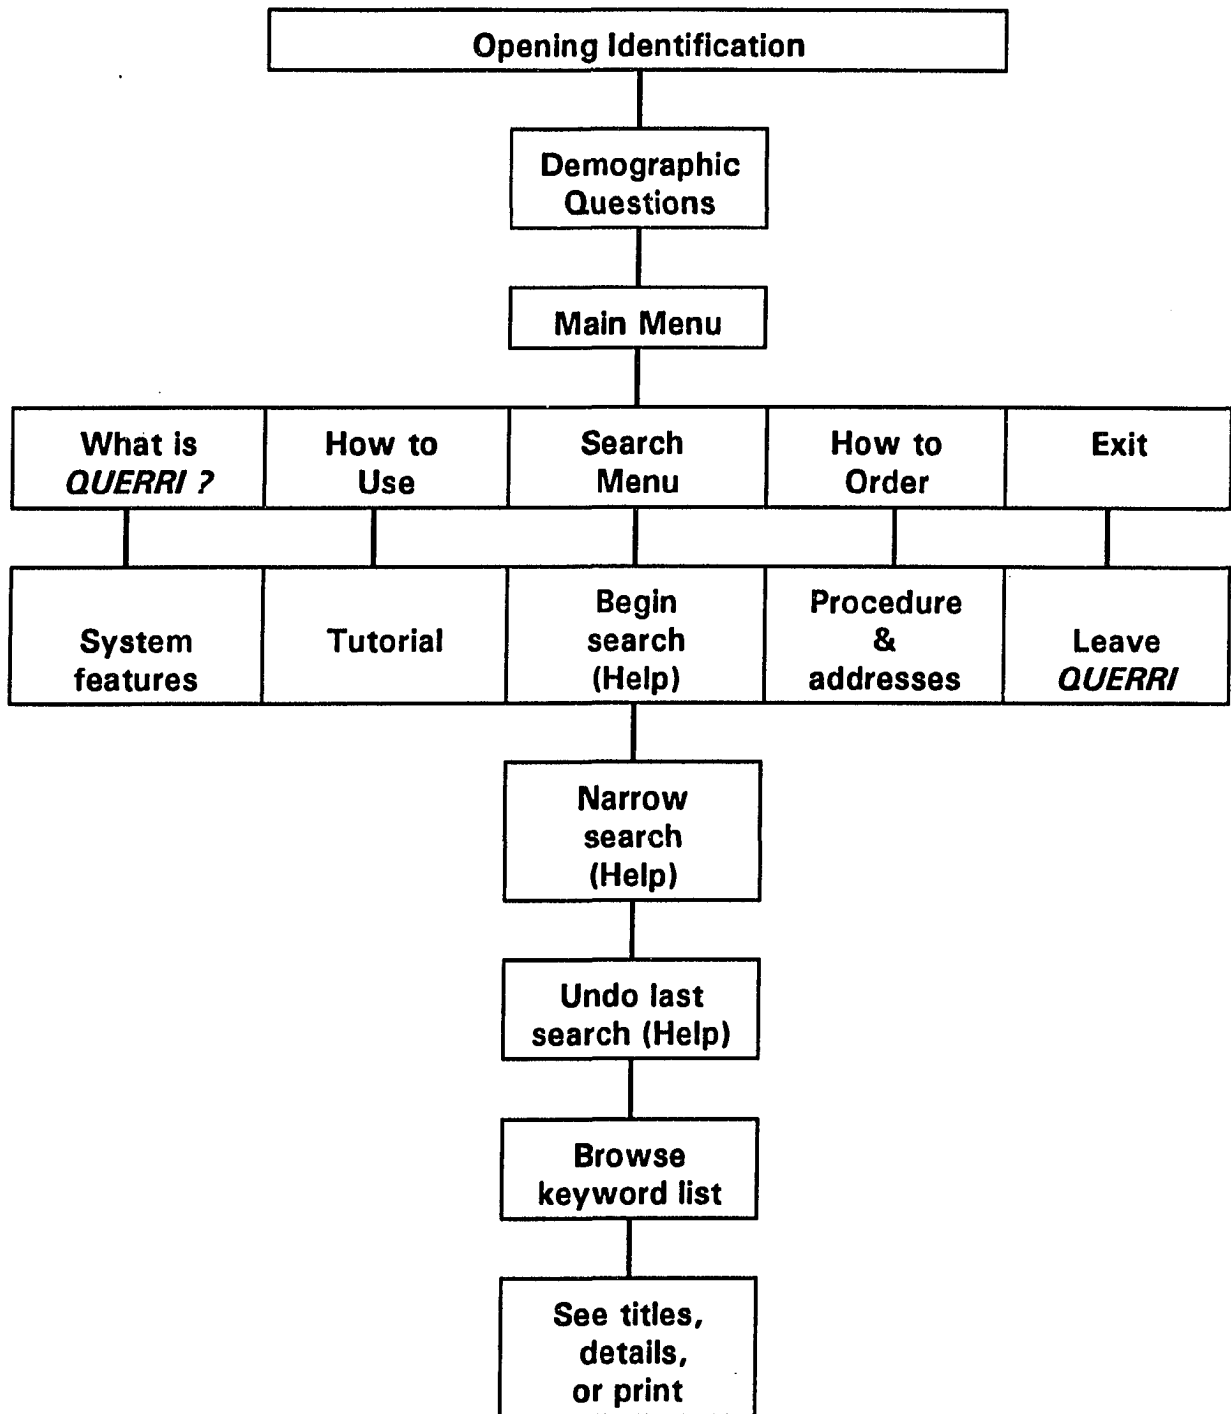 Opening Identification
Demographic
Questions
Main Menu
What is
QUERRI ?
How to
Use
Search
Menu
How to
Order
Exit
System
features
Tutorial
Begin
search
(Help)
Procedure
&
addresses
Leave
QUERRI
Narrow
search
(Help)
Undo last
search (Help)
Browse
keyword list
See titles,
details,
or print